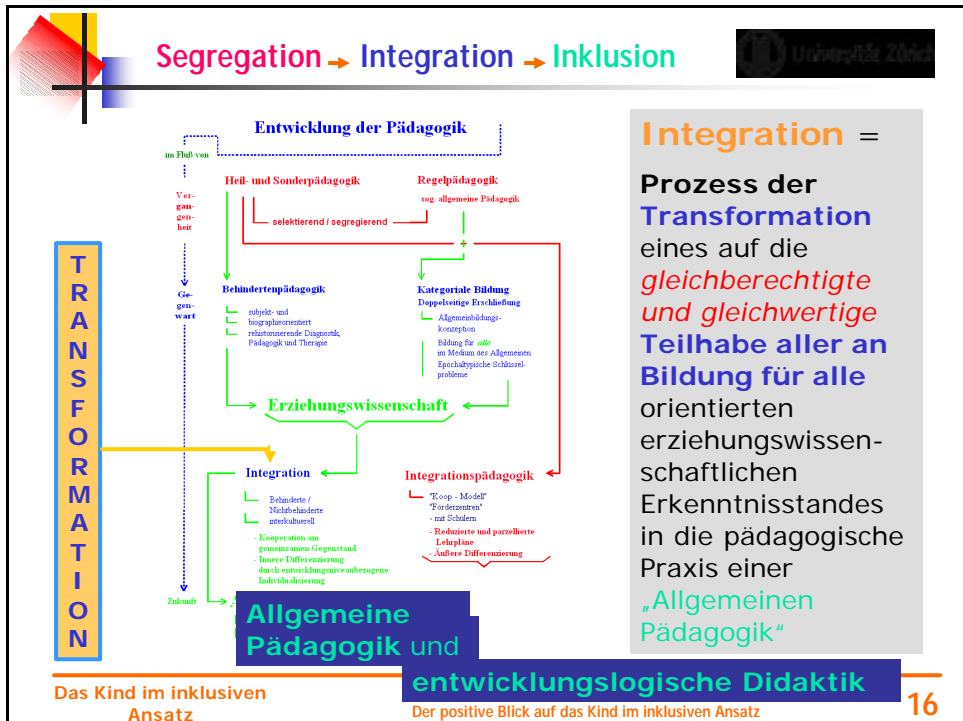 Segregation → Integration → Inklusion
Universität Zürich
Entwicklung der Pädagogik
im Fluß von
Ver-
gan-
gen-
heit
Heil- und Sonderpädagogik
Regelpädagogik
sog. allgemeine Pädagogik
selektierend / segregierend
+
Ge-
gen-
wart
Behindertenpädagogik
subjekt- und
biographieorientiert
rehistorisierende Diagnostik,
Pädagogik und Therapie
Kategoriale Bildung
Doppelseitige Erschließung
Allgemeinbildungs-
konzeption
Bildung für alle
im Medium des Allgemeinen
Epochaltypische Schlüssel-
probleme
Erziehungswissenschaft
Integration
Behinderte /
Nichtbehinderte
interkulturell
- Kooperation am
gemeinsamen Gegenstand
- Innere Differenzierung
durch entwicklungsniveaubezogene
Individualisierung
Integrationspädagogik
"Koop - Modell"
"Förderzentren"
- mit Schülern
- Reduzierte und parzellierte
Lehrpläne
- Äußere Differenzierung
Zukunft
TRANSFORMATION
Allgemeine
Pädagogik und
entwicklungslogische Didaktik
Integration =
Prozess der
Transformation
eines auf die
gleichberechtigte
und gleichwertige
Teilhabe aller an
Bildung für alle
orientierten
erziehungswissen-
schaftlichen
Erkenntnisstandes
in die pädagogische
Praxis einer
„Allgemeinen
Pädagogik“
Das Kind im inklusiven
Ansatz
Der positive Blick auf das Kind im inklusiven Ansatz
16